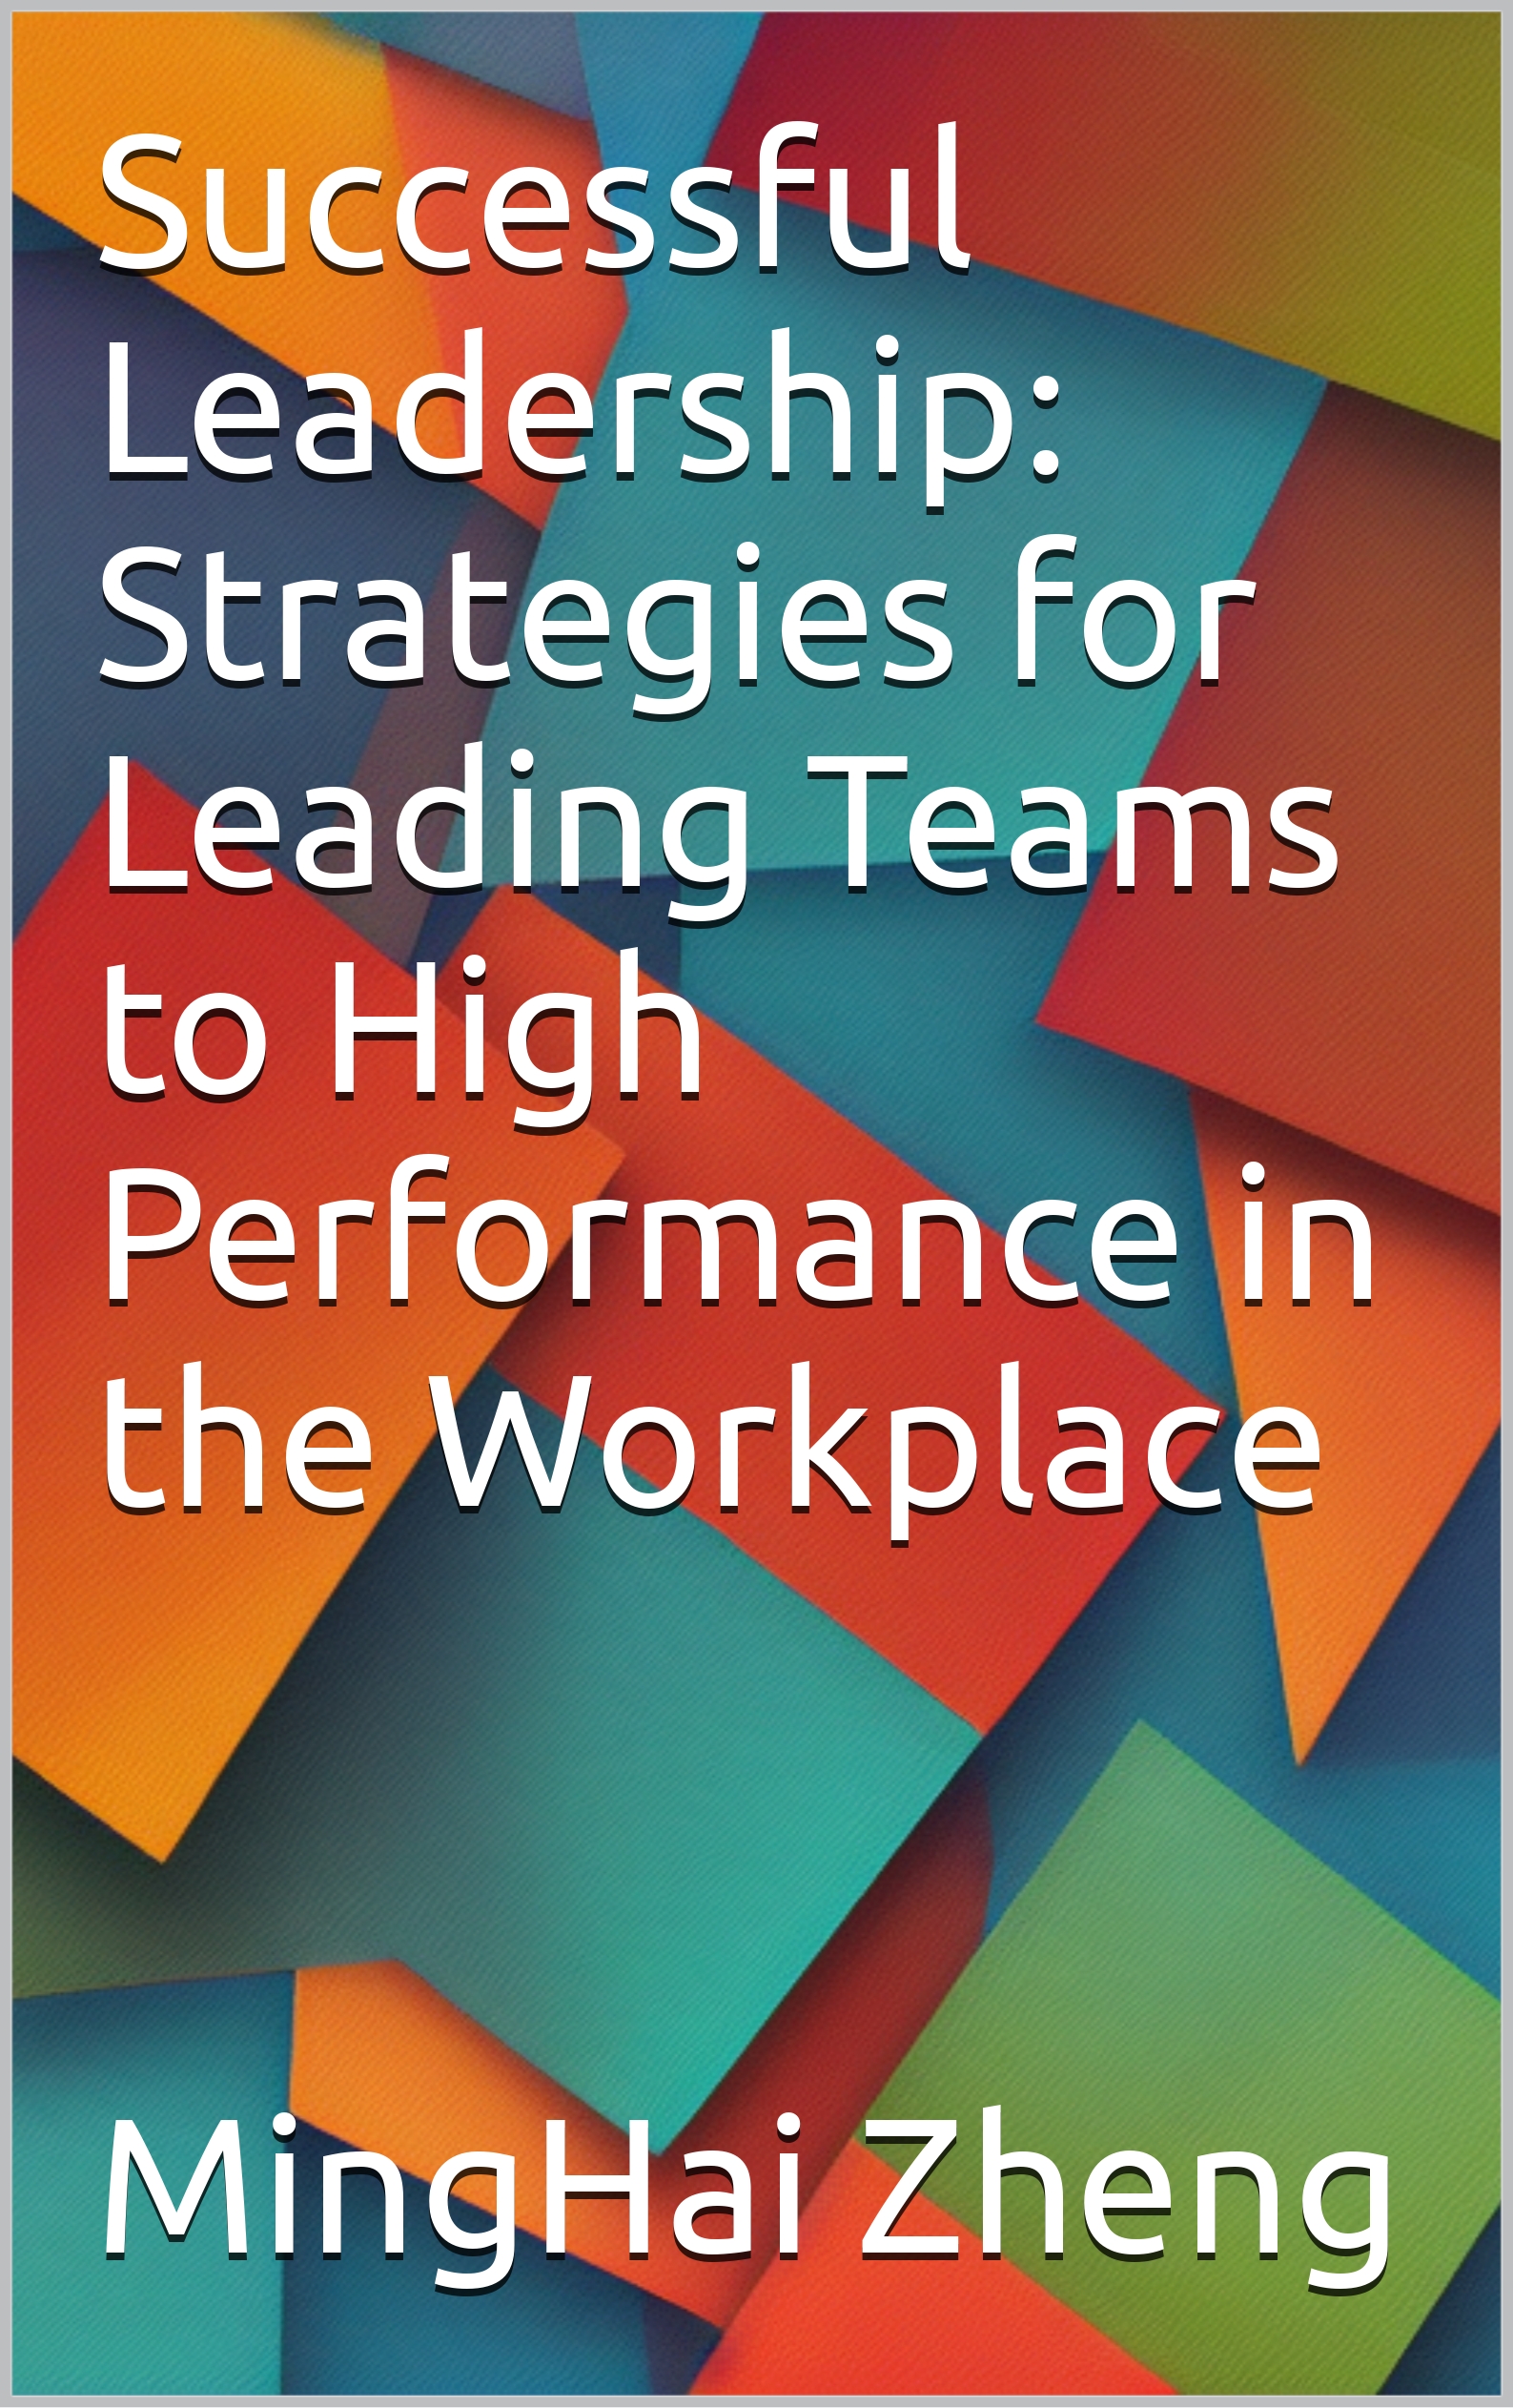 Successful
Leadership:
Strategies for
Leading Teams
to High
Performance in
the Workplace
MingHai Zheng